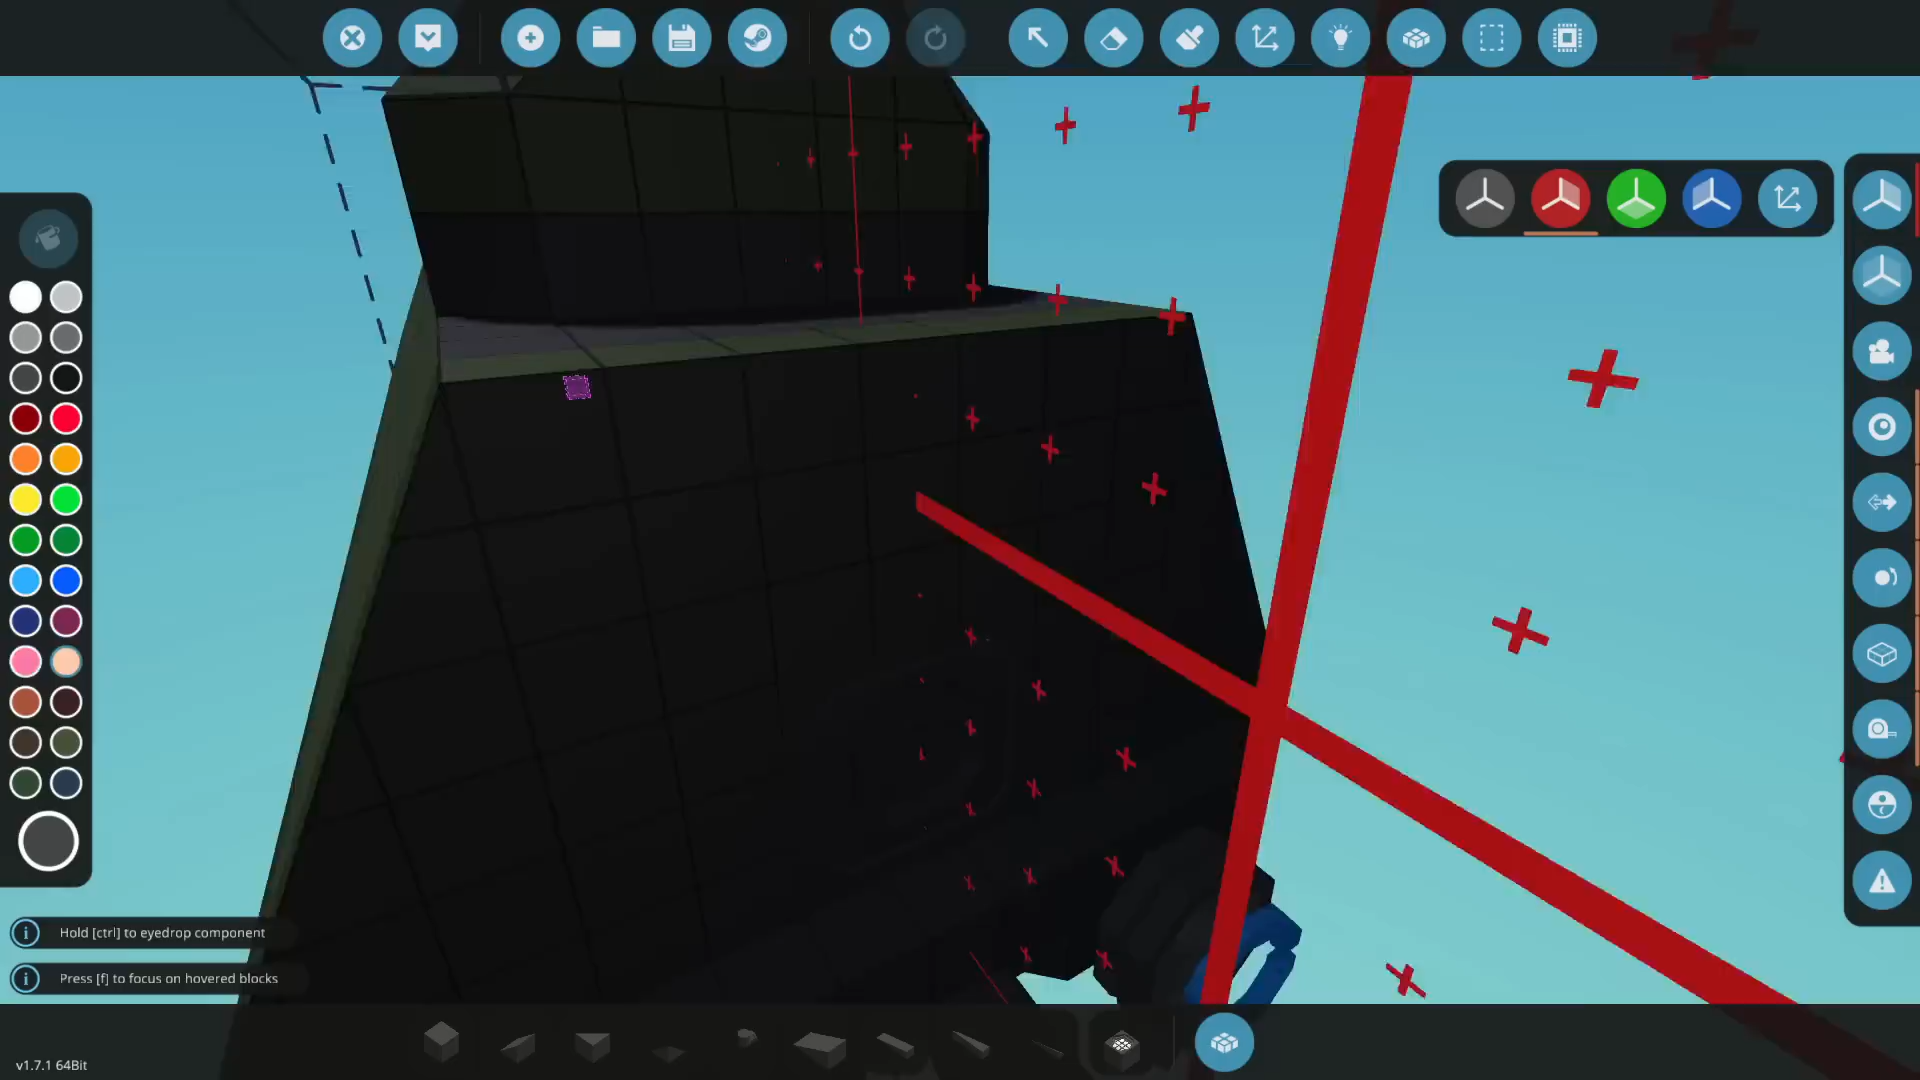 Hold [ctrl] to eyedrop component
Press [f] to focus on hovered blocks
v1.7.1 64Bit